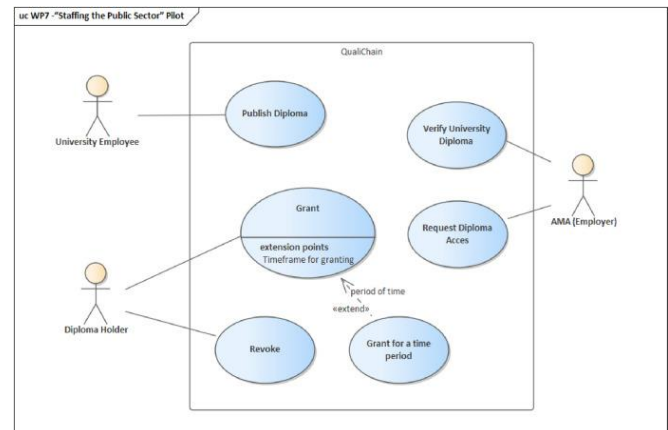 uc WP7 -"Staffing the Public Sector" Pilot
QualiChain
University Employee
Publish Diploma
Verify University
Diploma
AMA (Employer)
Request Diploma
Acces
Grant
extension points
Timeframe for granting
period of time
«extend»
Diploma Holder
Revoke
Grant for a time
period